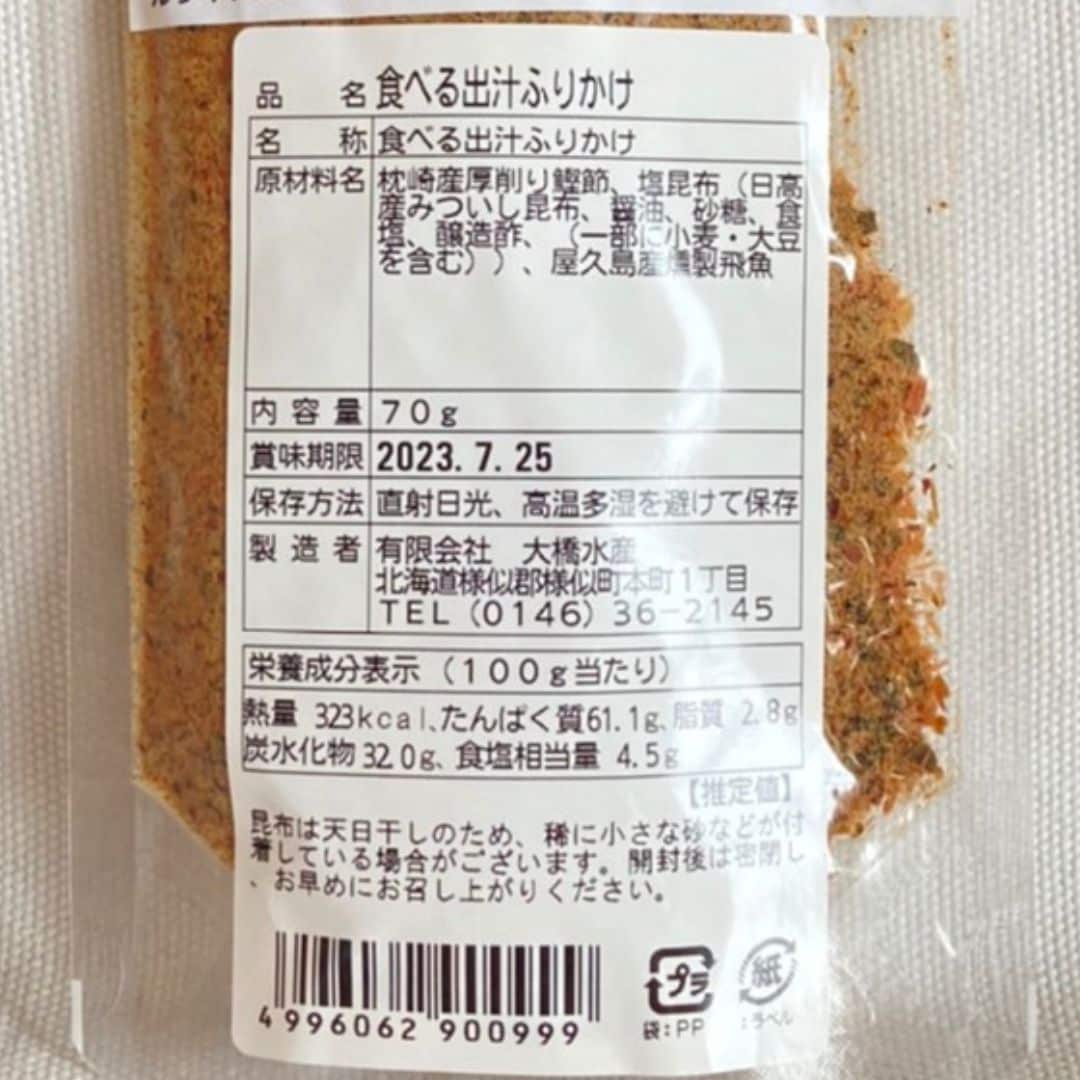 品名 食べる出汁ふりかけ
名称 食べる出汁ふりかけ
原材料名 枕崎産厚削り鰹節、塩昆布（日高
産みついし昆布、醤油、砂糖、食
塩、醸造酢、（一部に小麦・大豆
を含む））、屋久島産燻製飛魚
内容量 70g
賞味期限 2023.7.25
保存方法 直射日光、高温多湿を避けて保存
製造者 有限会社 大橋水産
北海道様似郡様似町本町1丁目
TEL（0146）36-2145
栄養成分表示（100g当たり）
熱量 323kcal、たんぱく質61.1g、脂質 2.8g
炭水化物32.0g、食塩相当量 4.5g
【推定値】
昆布は天日干しのため、稀に小さな砂などが付
着している場合がございます。開封後は密閉し
、お早めにお召し上がりください。
プラ 紙
袋：PP ：ラベル
4 996062 900999